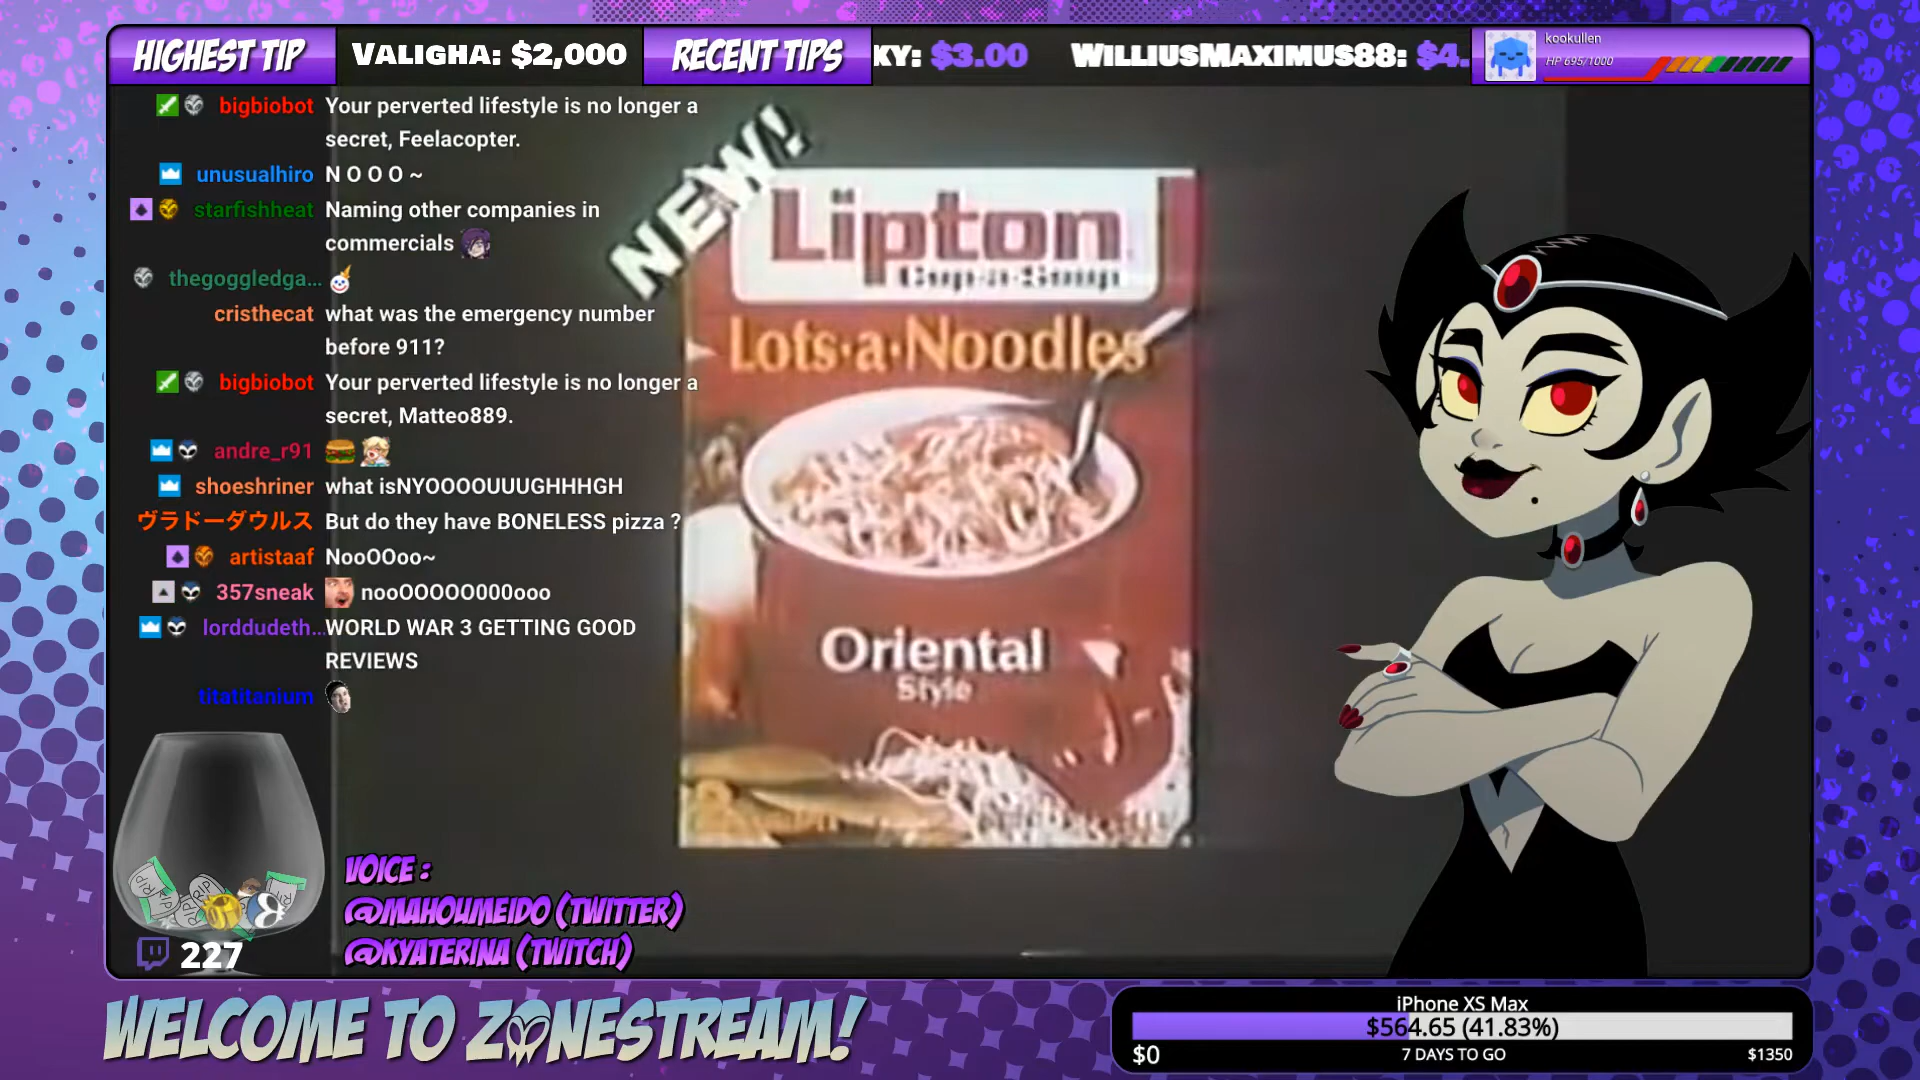 HIGHEST TIP
VALIGHA: $2,000
RECENT TIPS
KY: $3.00
WILLIUSMAXIMUS88: $4.
kookullen
HP 695/1000
bigbiobot Your perverted lifestyle is no longer a
secret, Feelacopter.
unusualhiro N O O O ~
starfishheat Naming other companies in
commercials
thegoggledga...
cristhecat what was the emergency number
before 911?
bigbiobot Your perverted lifestyle is no longer a
secret, Matteo889.
andre_r91
shoeshriner what isNYOOOOUUUGHHHGH
ヴラドーダウルス But do they have BONELESS pizza ?
artistaaf NooOOoo~
357sneak nooOOOOO000ooo
lorddudeth... WORLD WAR 3 GETTING GOOD
REVIEWS
titatitanium
NEW!
Lipton
Lots·a·Noodles
Oriental
Style
RIP
RIP
RIP
227
VOICE :
@MAHOUMEIDO (TWITTER)
@KYATERINA (TWITCH)
WELCOME TO ZONESTREAM!
iPhone XS Max
$564.65 (41.83%)
$0
7 DAYS TO GO
$1350